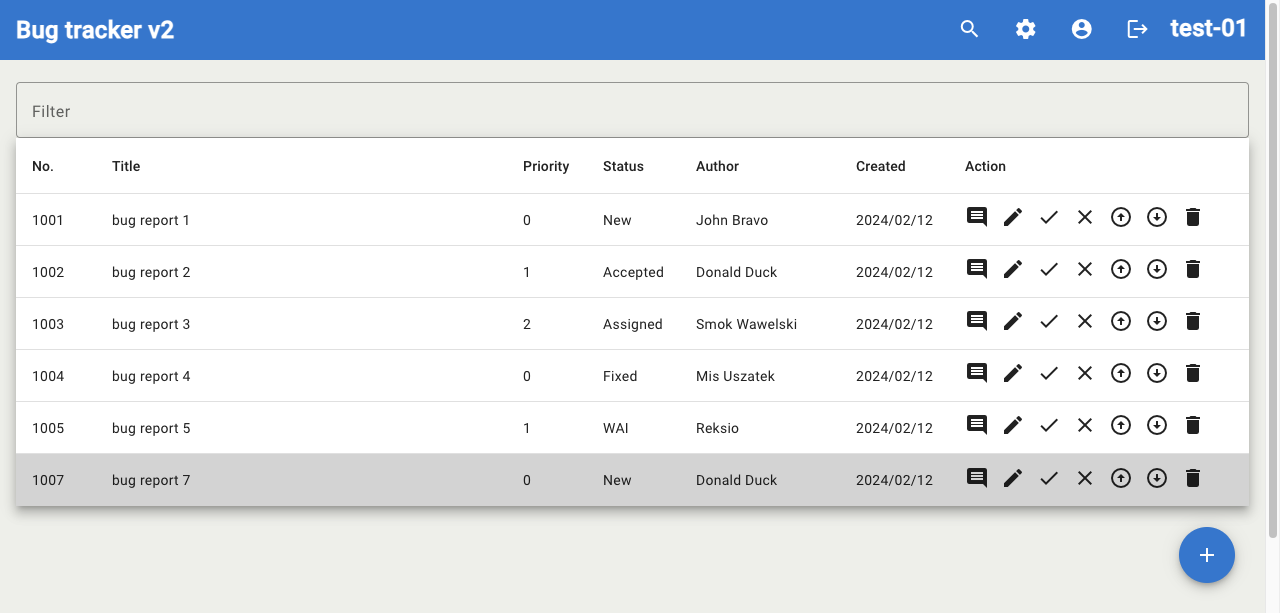 Bug tracker v2 test-01
Filter
No. Title Priority Status Author Created Action
1001 bug report 1 0 New John Bravo 2024/02/12
1002 bug report 2 1 Accepted Donald Duck 2024/02/12
1003 bug report 3 2 Assigned Smok Wawelski 2024/02/12
1004 bug report 4 0 Fixed Mis Uszatek 2024/02/12
1005 bug report 5 1 WAI Reksio 2024/02/12
1007 bug report 7 0 New Donald Duck 2024/02/12